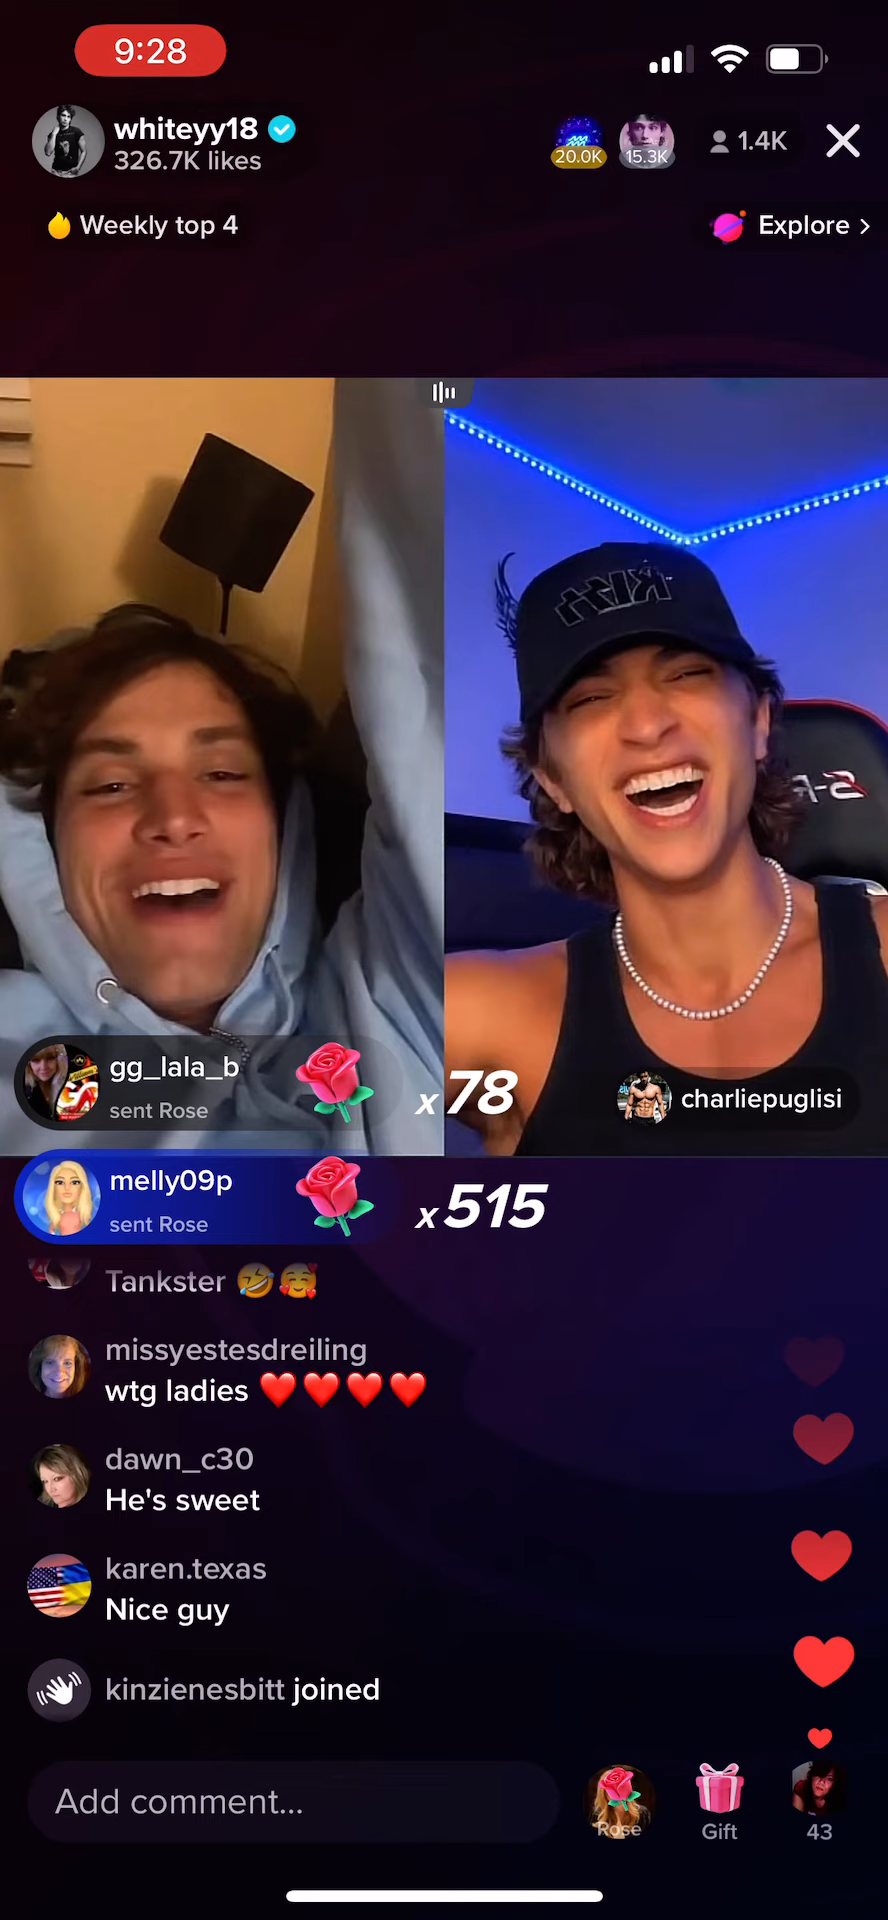 9:28
whiteyy18
326.7K likes
20.0K
15.3K
1.4K
Weekly top 4
Explore >
KISS
gg_lala_b
sent Rose
x78
charliepuglisi
melly09p
sent Rose
x515
Tankster 🤣🥰
missyestesdreiling
wtg ladies ❤️❤️❤️❤️
dawn_c30
He's sweet
karen.texas
Nice guy
kinzienesbitt joined
Add comment...
Rose
Gift
43